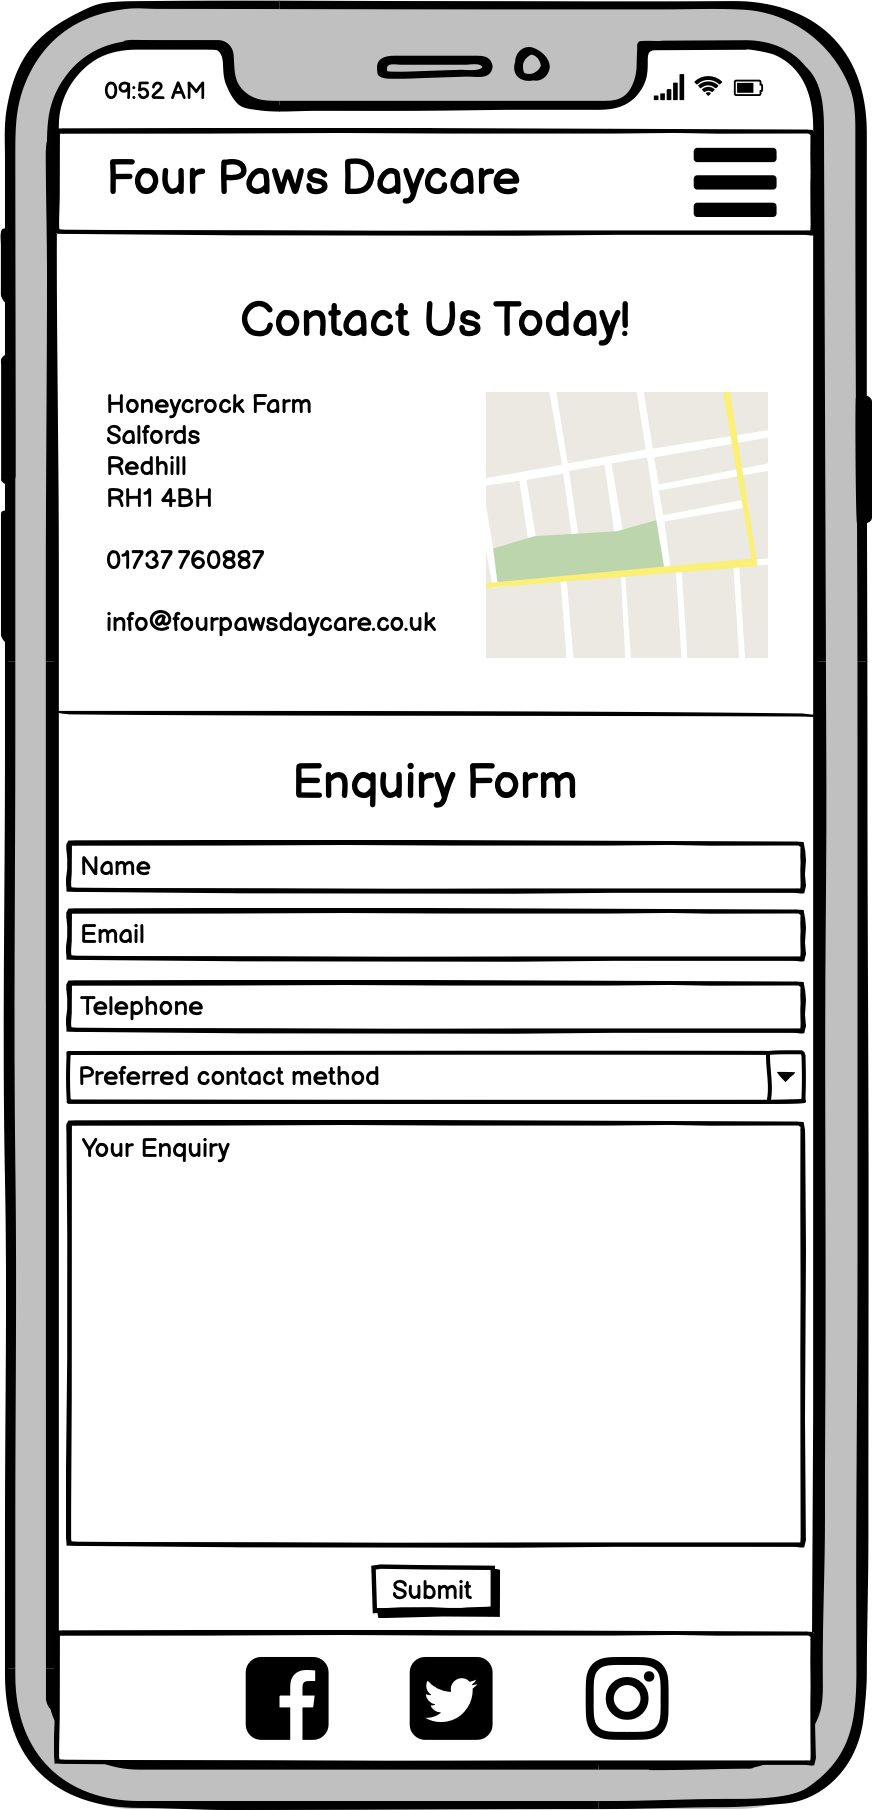 09:52 AM
Four Paws Daycare
Contact Us Today!
Honeycrock Farm
Salfords
Redhill
RH1 4BH
01737 760887
info@fourpawsdaycare.co.uk
Enquiry Form
Name
Email
Telephone
Preferred contact method
Your Enquiry
Submit